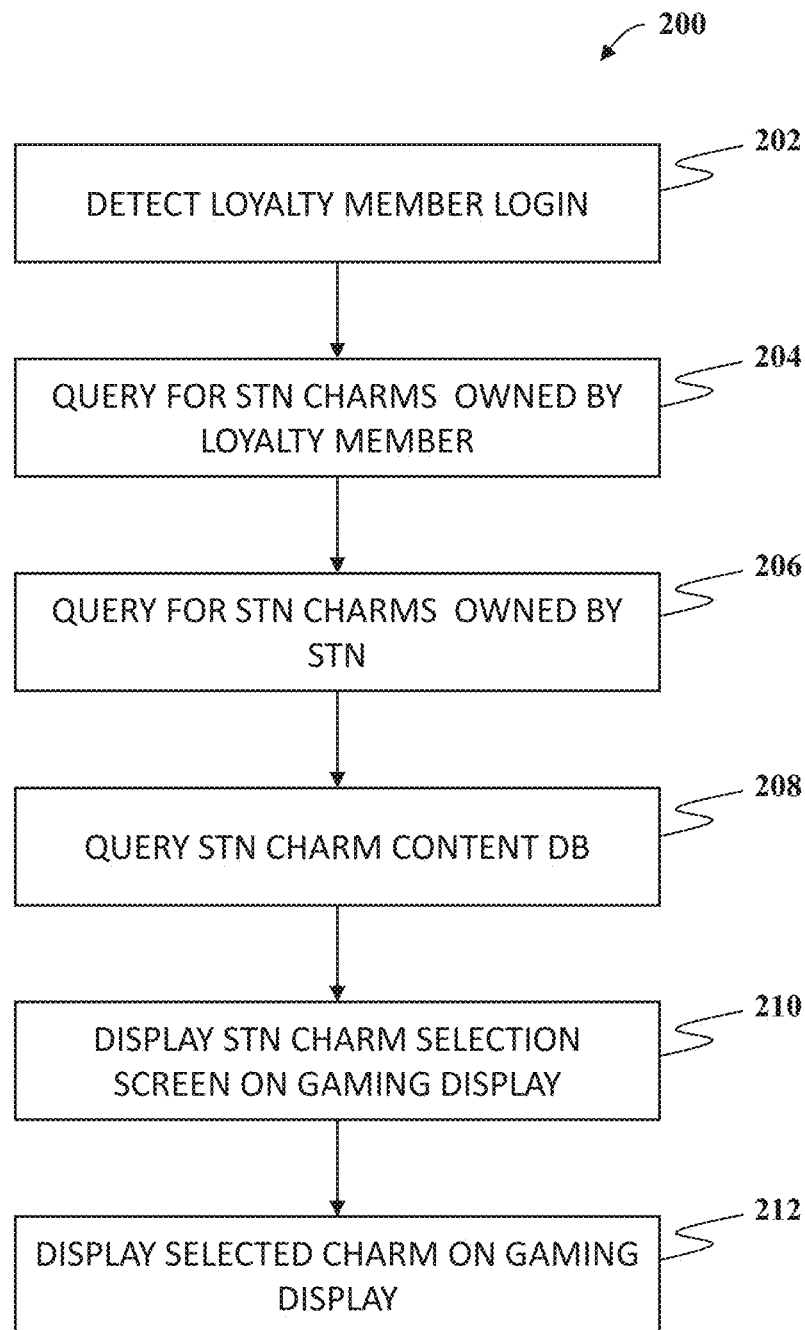 200
202
DETECT LOYALTY MEMBER LOGIN
204
QUERY FOR STN CHARMS OWNED BY
LOYALTY MEMBER
206
QUERY FOR STN CHARMS OWNED BY
STN
208
QUERY STN CHARM CONTENT DB
210
DISPLAY STN CHARM SELECTION
SCREEN ON GAMING DISPLAY
212
DISPLAY SELECTED CHARM ON GAMING
DISPLAY